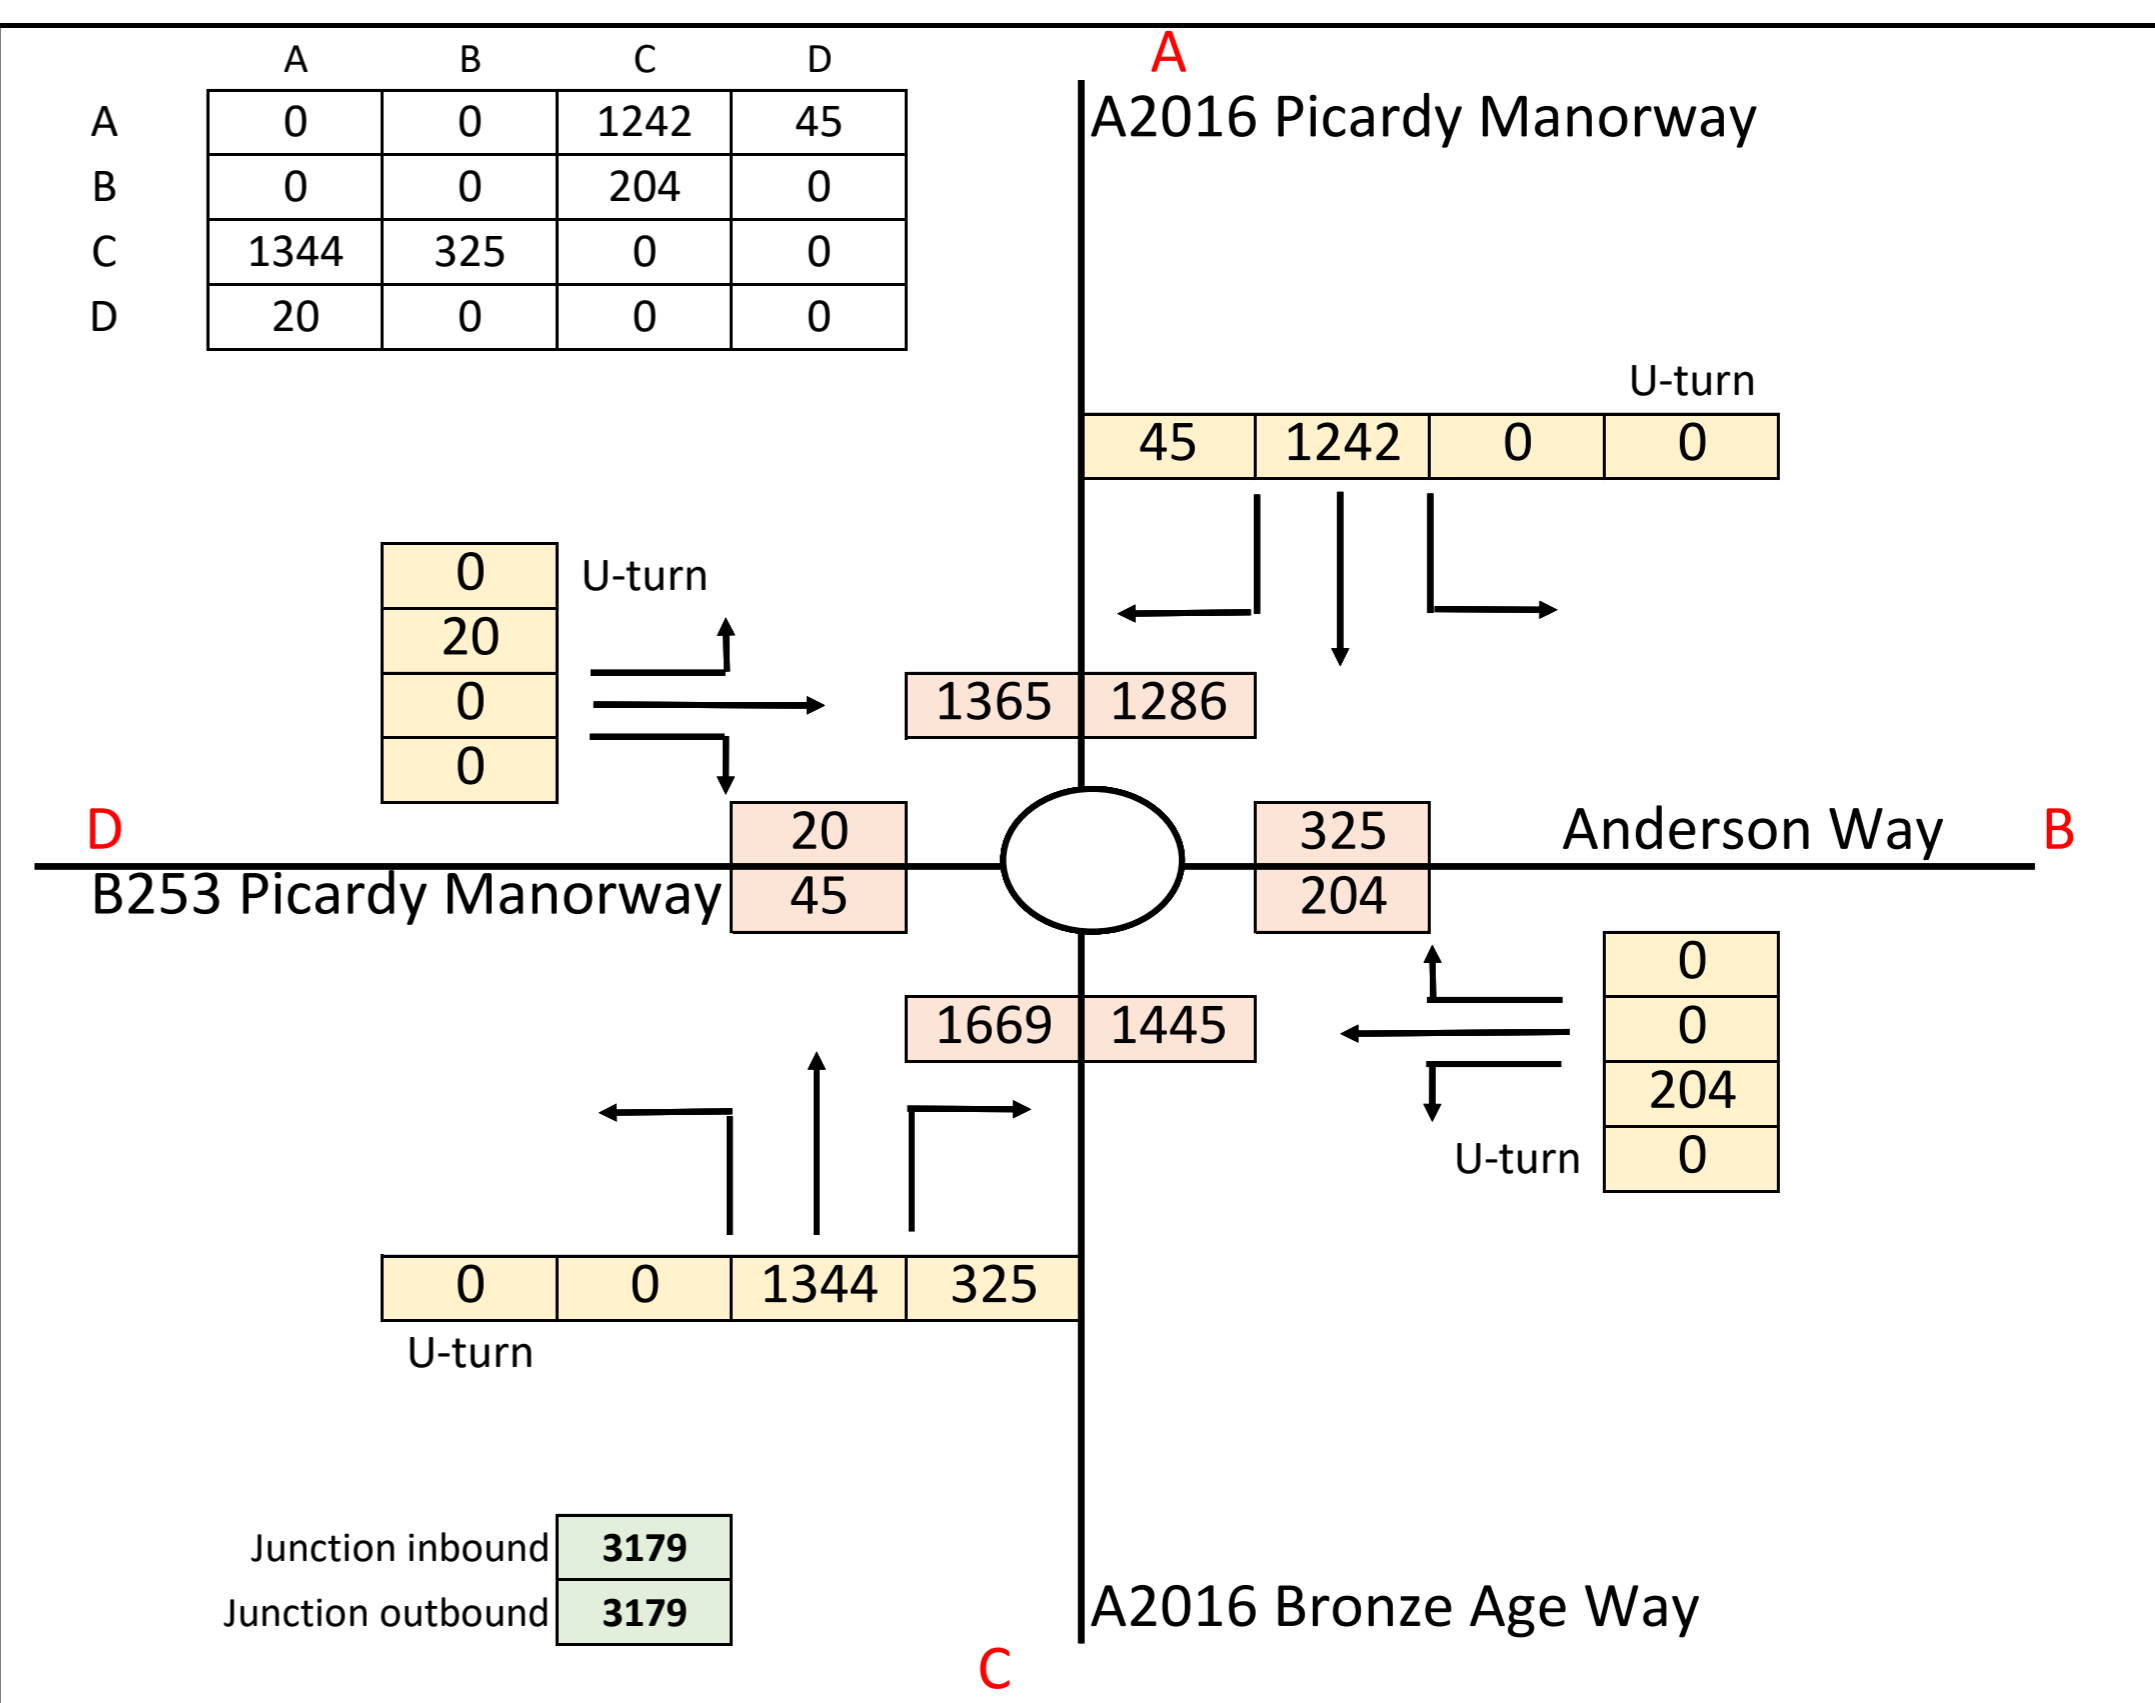 A
A B C D
A2016 Picardy Manorway
A 0 0 1242 45
B 0 0 204 0
C 1344 325 0 0
D 20 0 0 0
U-turn
45 1242 0 0
0 U-turn
20
0
0
1365 1286
D 20 325 Anderson Way B
B253 Picardy Manorway 45 204
0
1669 1445 0
204
U-turn 0
0 0 1344 325
U-turn
Junction inbound 3179
Junction outbound 3179
A2016 Bronze Age Way
C